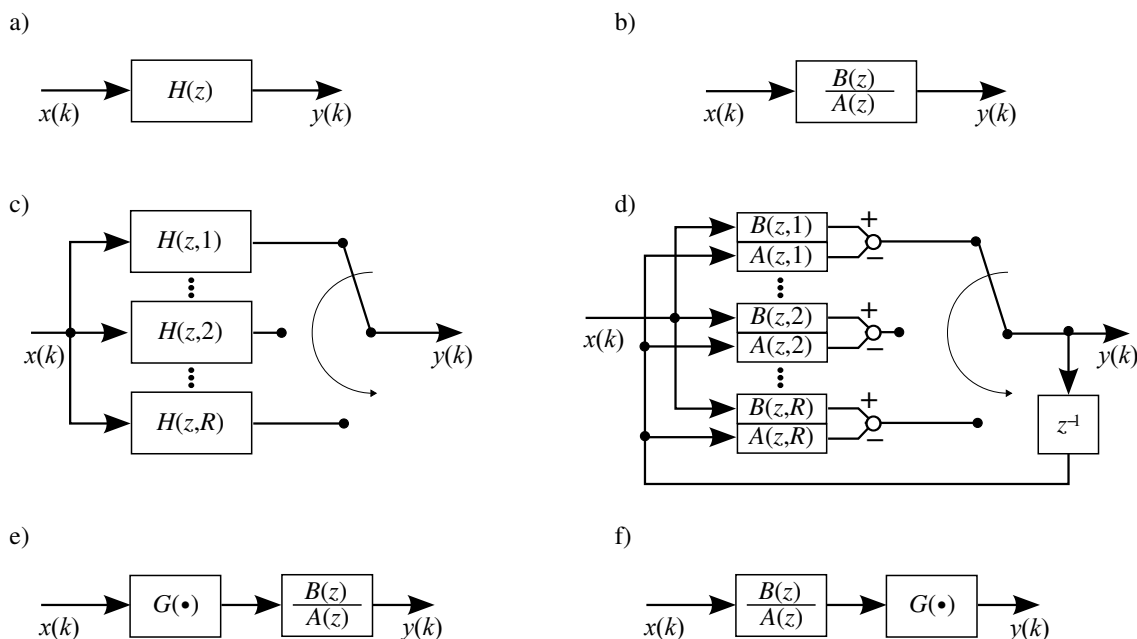 a)
H(z)
x(k)
y(k)
b)
B(z)
A(z)
x(k)
y(k)
c)
H(z,1)
H(z,2)
x(k)
y(k)
H(z,R)
d)
B(z,1)
+
A(z,1)
–
B(z,2)
+
x(k)
A(z,2)
–
y(k)
B(z,R)
+
A(z,R)
–
z⁻¹
e)
G(•)
B(z)
A(z)
x(k)
y(k)
f)
B(z)
A(z)
G(•)
x(k)
y(k)